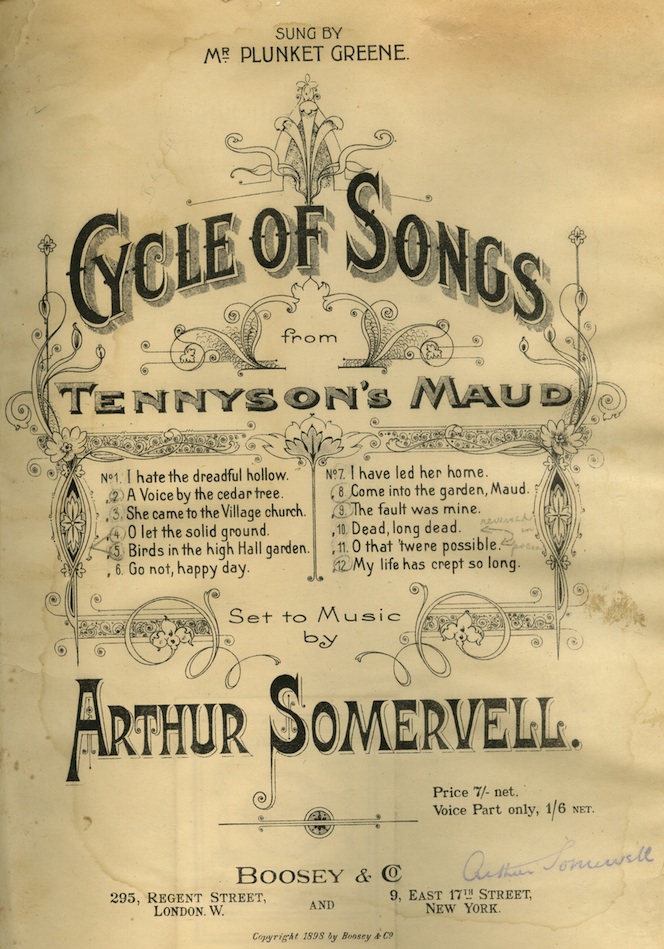 SUNG BY
MR PLUNKET GREENE.
CYCLE OF SONGS
from
TENNYSON'S MAUD
No 1. I hate the dreadful hollow.
" 2. A Voice by the cedar tree.
" 3. She came to the Village church.
" 4. O let the solid ground.
" 5. Birds in the high Hall garden.
" 6. Go not, happy day.
No 7. I have led her home.
" 8. Come into the garden, Maud.
" 9. The fault was mine.
" 10. Dead, long dead.
" 11. O that 'twere possible.
" 12. My life has crept so long.
reversed
in
Set to Music
by
ARTHUR SOMERVELL.
Price 7/- net.
Voice Part only, 1/6 NET.
Arthur Somervell
BOOSEY & CO
295, REGENT STREET,
LONDON. W.
AND
9, EAST 17TH STREET,
NEW YORK.
Copyright 1898 by Boosey & Co